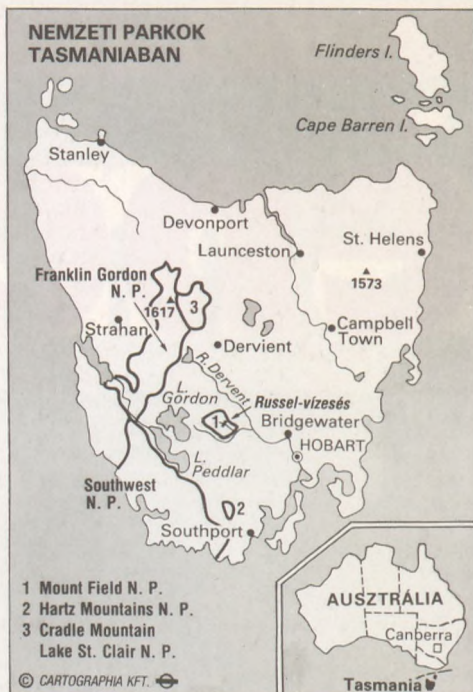 NEMZETI PARKOK
TASMANIABAN
Flinders I.
Cape Barren I.
Stanley
Devonport
Launceston
St. Helens
Franklin Gordon
N. P.
1617
3
1573
Strahan
Campbell
Town
Dervient
R. Dervent
L.
Gordon
Russel-vízesés
1
Bridgewater
HOBART
L.
Peddlar
Southwest
N. P.
2
Southport
1 Mount Field N. P.
2 Hartz Mountains N. P.
3 Cradle Mountain
Lake St. Clair N. P.
© CARTOGRAPHIA KFT.
AUSZTRÁLIA
Canberra
Tasmania